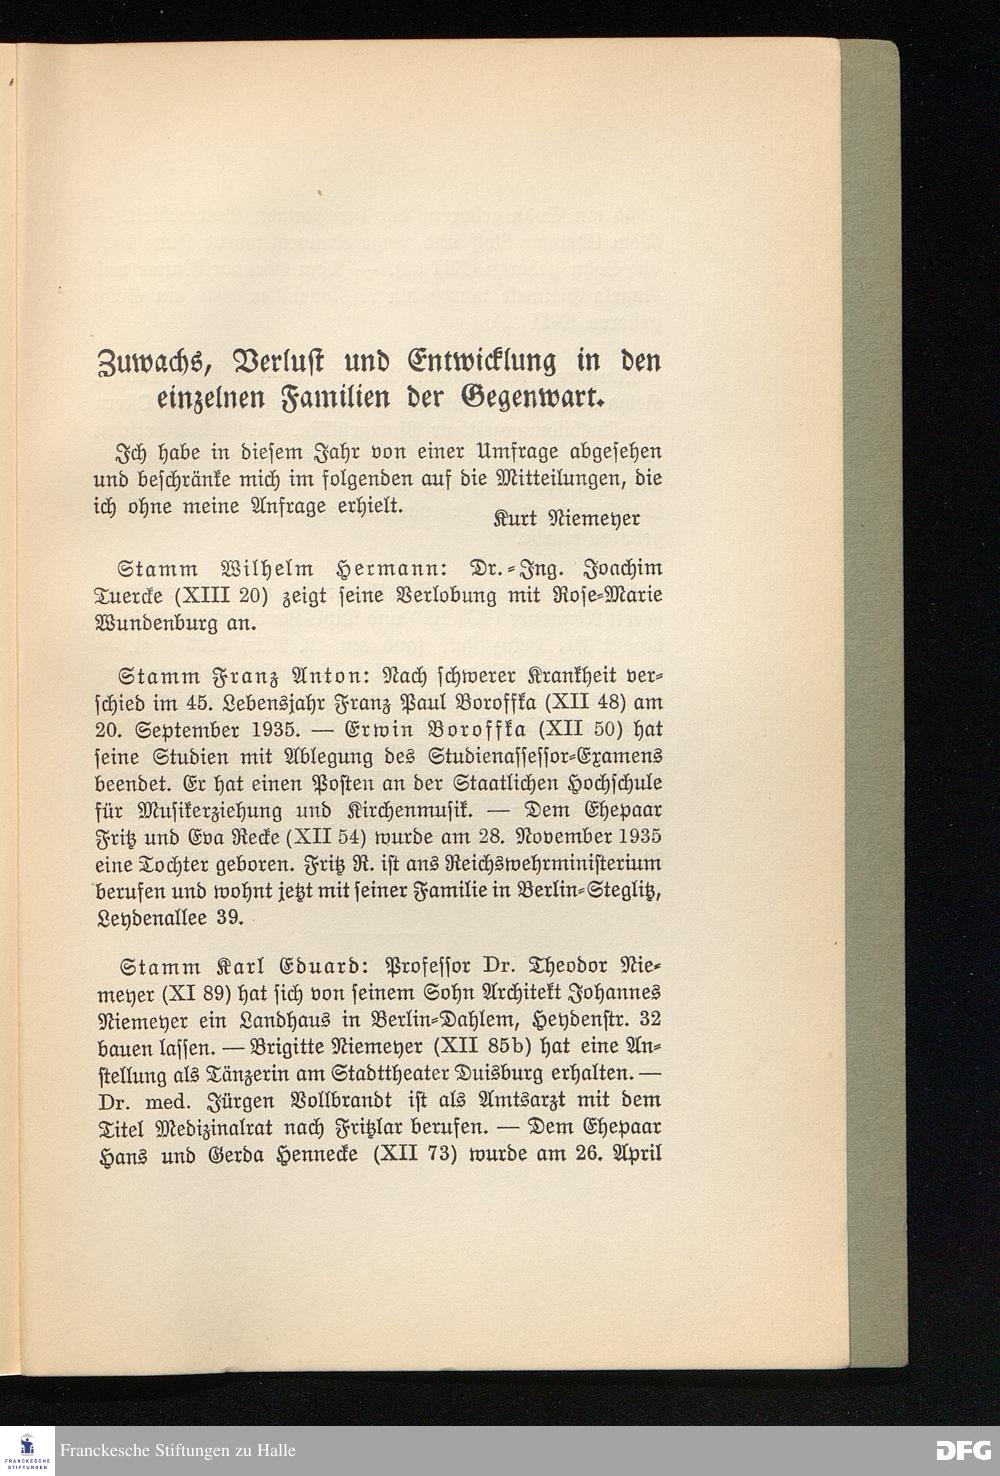 Zuwachs, Verlust und Entwicklung in den
einzelnen Familien der Gegenwart.
Ich habe in diesem Jahr von einer Umfrage abgesehen
und beschränke mich im folgenden auf die Mitteilungen, die
ich ohne meine Anfrage erhielt.
Kurt Niemeyer
Stamm Wilhelm Hermann: Dr.-Ing. Joachim
Tuercke (XIII 20) zeigt seine Verlobung mit Rose-Marie
Wundenburg an.
Stamm Franz Anton: Nach schwerer Krankheit ver-
schied im 45. Lebensjahr Franz Paul Boroffka (XII 48) am
20. September 1935. — Erwin Boroffka (XII 50) hat
seine Studien mit Ablegung des Studienassessor-Examens
beendet. Er hat einen Posten an der Staatlichen Hochschule
für Musikerziehung und Kirchenmusik. — Dem Ehepaar
Fritz und Eva Recke (XII 54) wurde am 28. November 1935
eine Tochter geboren. Fritz R. ist ans Reichswehrministerium
berufen und wohnt jetzt mit seiner Familie in Berlin-Steglitz,
Leydenallee 39.
Stamm Karl Eduard: Professor Dr. Theodor Nie-
meyer (XI 89) hat sich von seinem Sohn Architekt Johannes
Niemeyer ein Landhaus in Berlin-Dahlem, Heydenstr. 32
bauen lassen. — Brigitte Niemeyer (XII 85b) hat eine An-
stellung als Tänzerin am Stadttheater Duisburg erhalten. —
Dr. med. Jürgen Vollbrandt ist als Amtsarzt mit dem
Titel Medizinalrat nach Fritzlar berufen. — Dem Ehepaar
Hans und Gerda Hennecke (XII 73) wurde am 26. April
FRANCKESCHE
STIFTUNGEN
Franckesche Stiftungen zu Halle
DFG